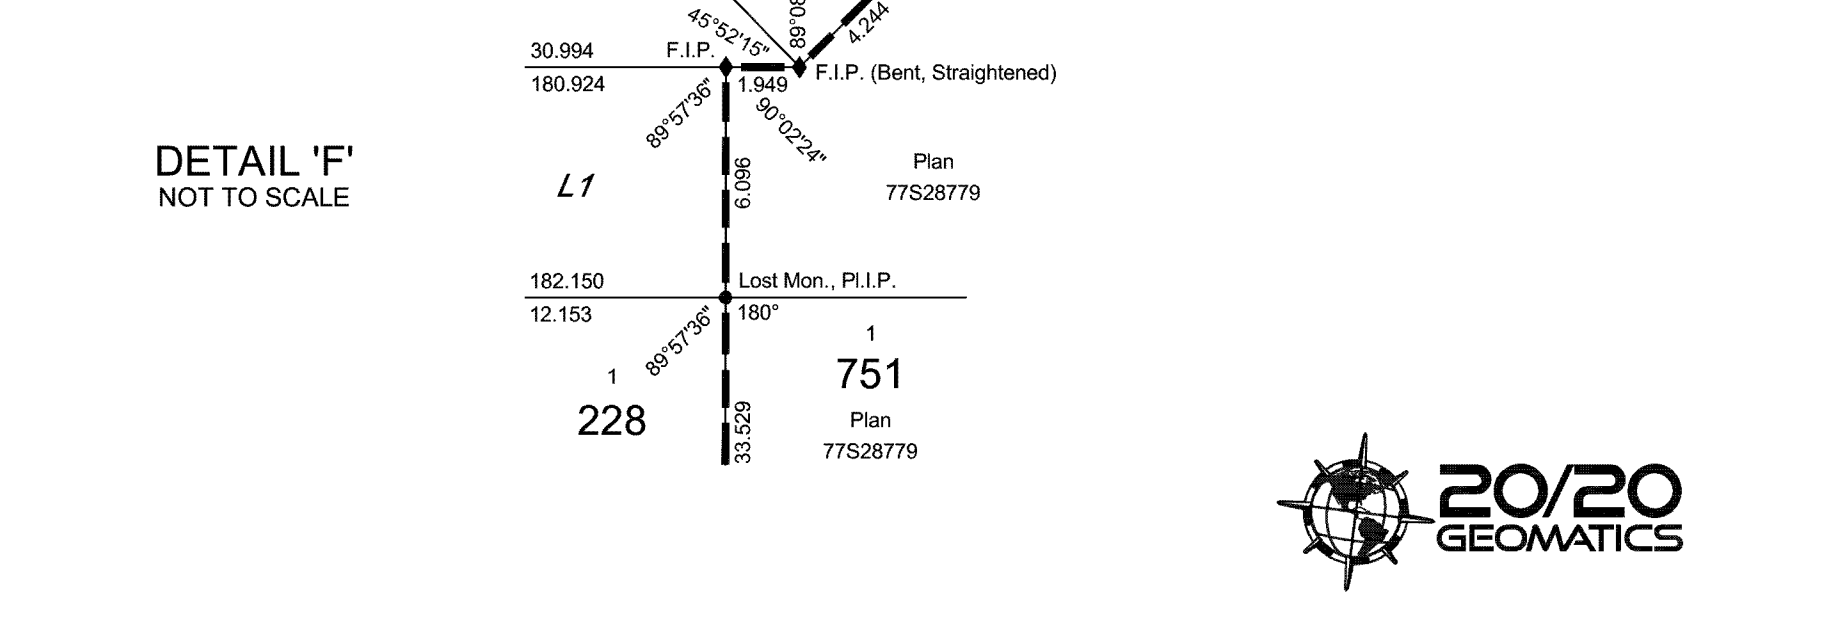 45°52'15"
89°08
4.244
30.994
F.I.P.
F.I.P. (Bent, Straightened)
180.924
1.949
89°57'36"
90°02'24"
DETAIL 'F'
NOT TO SCALE
L1
6.096
Plan
77S28779
182.150
Lost Mon., Pl.I.P.
12.153
180°
89°57'36"
1
751
1
228
33.529
Plan
77S28779
20/20
GEOMATICS